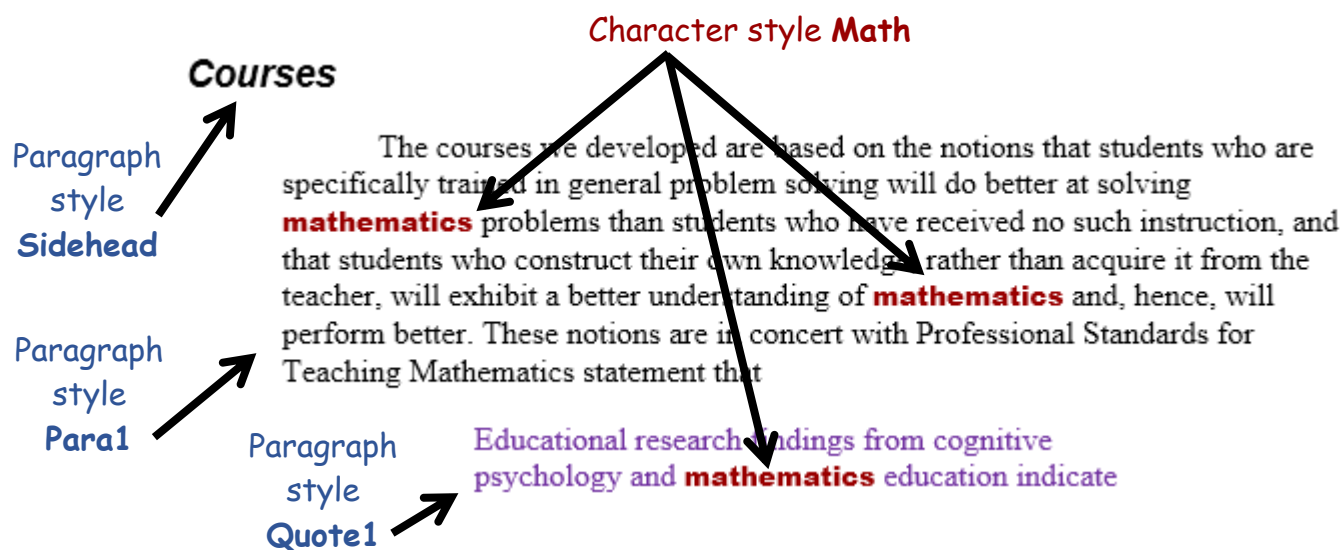 Character style Math
Courses
Paragraph
style
Sidehead
The courses we developed are based on the notions that students who are
specifically trained in general problem solving will do better at solving
mathematics problems than students who have received no such instruction, and
that students who construct their own knowledge, rather than acquire it from the
teacher, will exhibit a better understanding of mathematics and, hence, will
perform better. These notions are in concert with Professional Standards for
Teaching Mathematics statement that
Paragraph
style
Para1
Educational research findings from cognitive
psychology and mathematics education indicate
Paragraph
style
Quote1